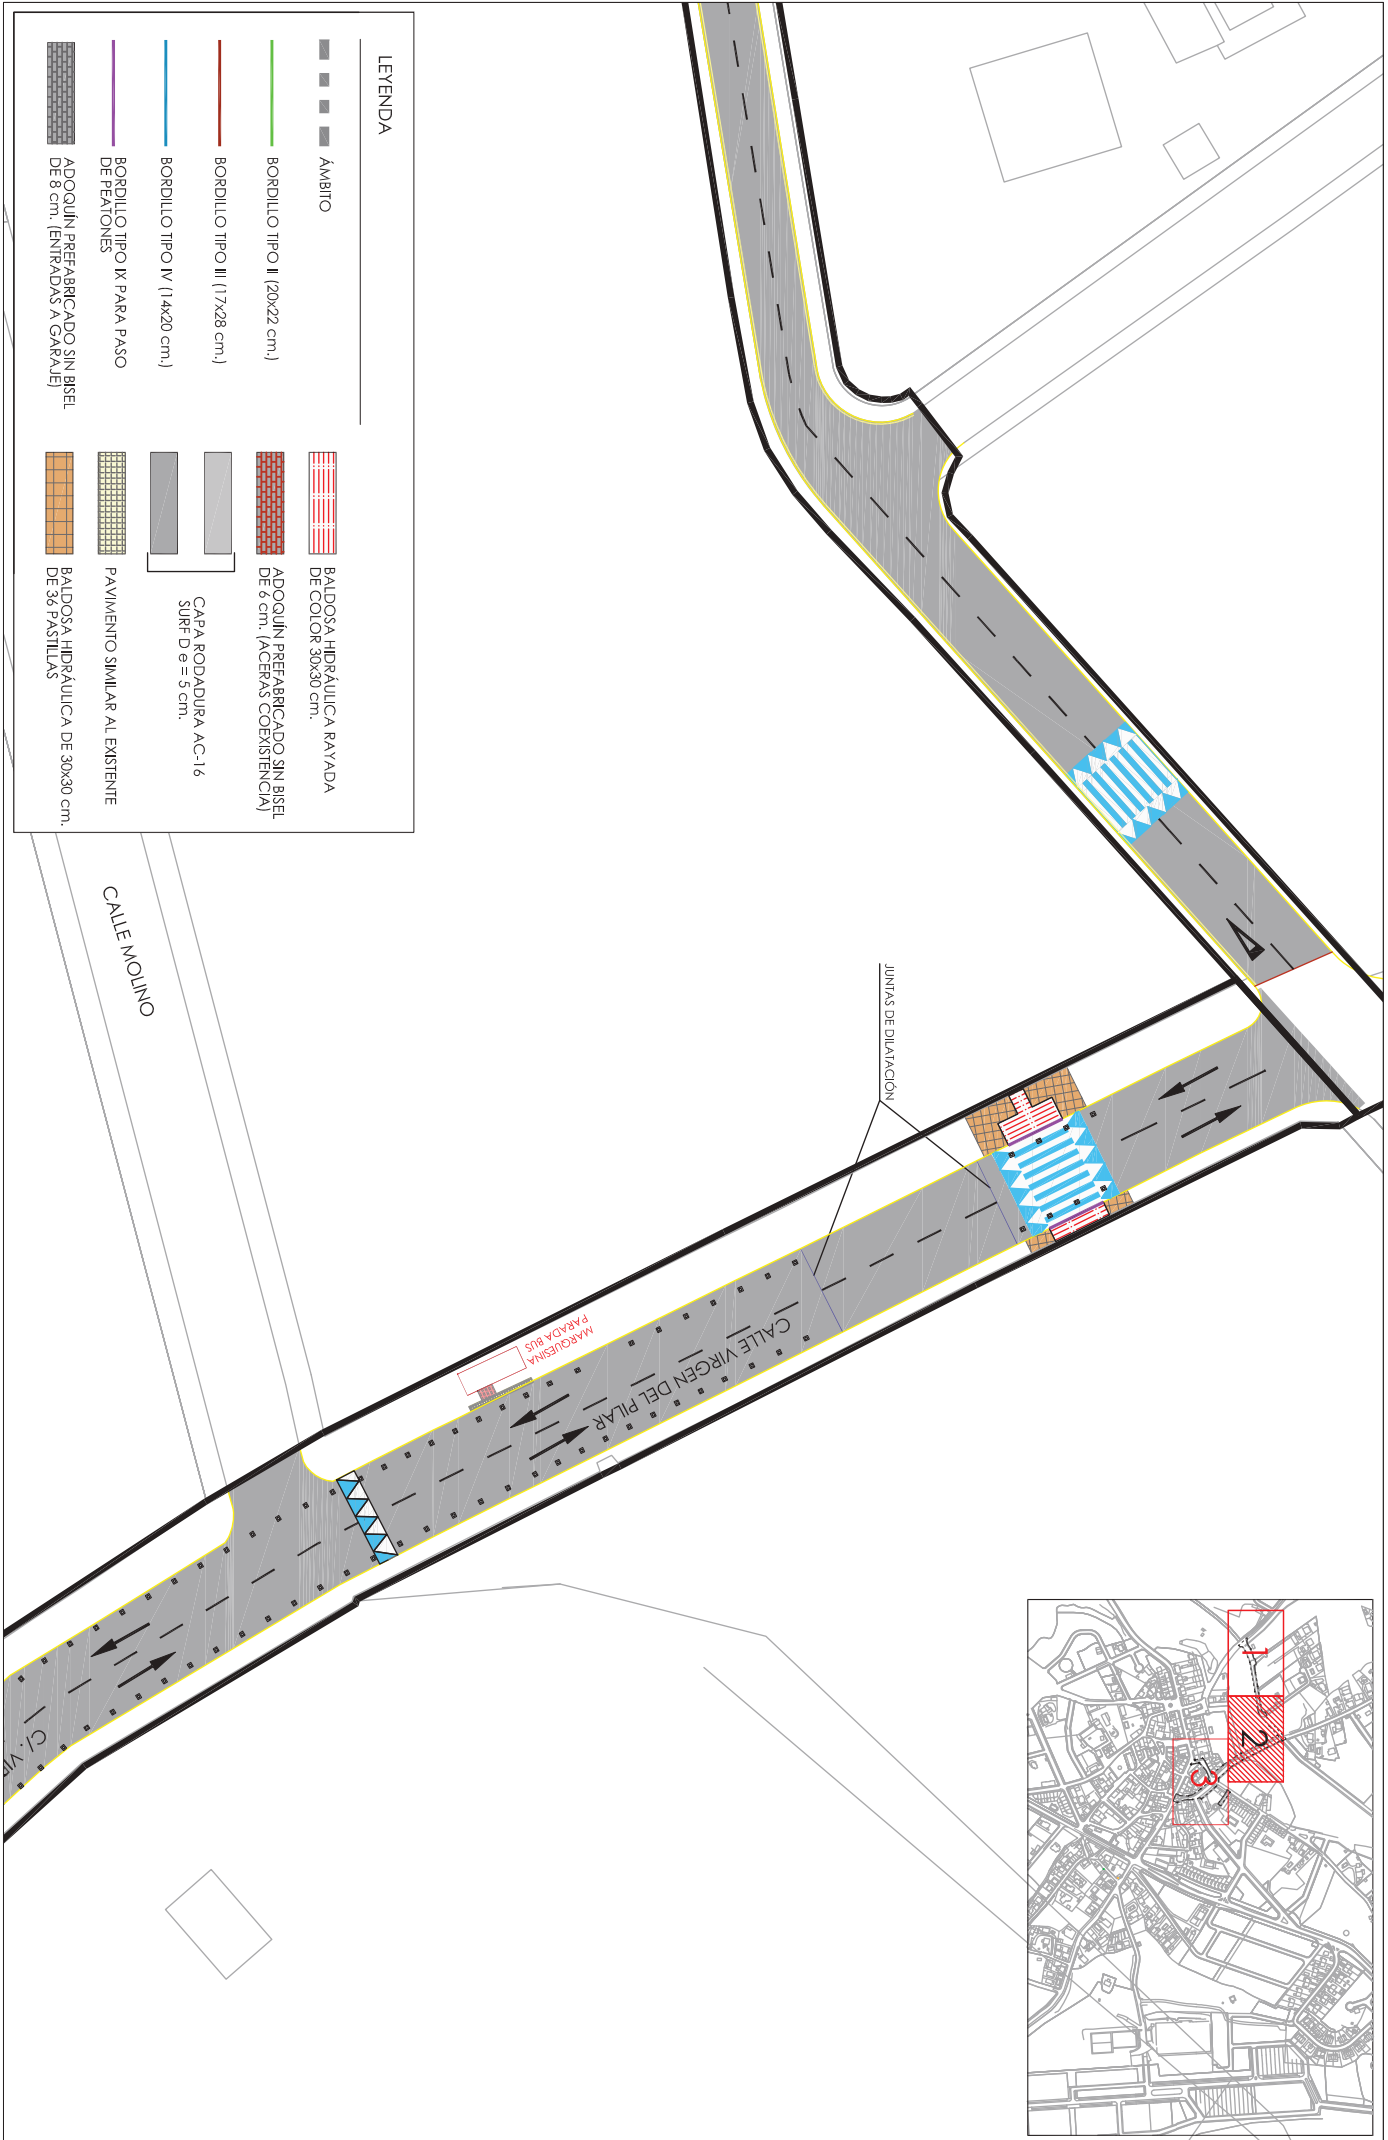 LEYENDA
ÁMBITO
BORDILLO TIPO II (20x22 cm.)
BORDILLO TIPO III (17x28 cm.)
BORDILLO TIPO IV (14x20 cm.)
BORDILLO TIPO IX PARA PASO
DE PEATONES
ADOQUÍN PREFABRICADO SIN BISEL
DE 8 cm. (ENTRADAS A GARAJE)
BALDOSA HIDRÁULICA RAYADA
DE COLOR 30x30 cm.
ADOQUÍN PREFABRICADO SIN BISEL
DE 6 cm. (ACERAS COEXISTENCIA)
CAPA RODADURA AC-16
SURF D e = 5 cm.
PAVIMENTO SIMILAR AL EXISTENTE
BALDOSA HIDRÁULICA DE 30x30 cm.
DE 36 PASTILLAS
CALLE MOLINO
JUNTAS DE DILATACIÓN
MARQUESINA
PARADA BUS
CALLE VIRGEN DEL PILAR
C/. VIR
1
2
3